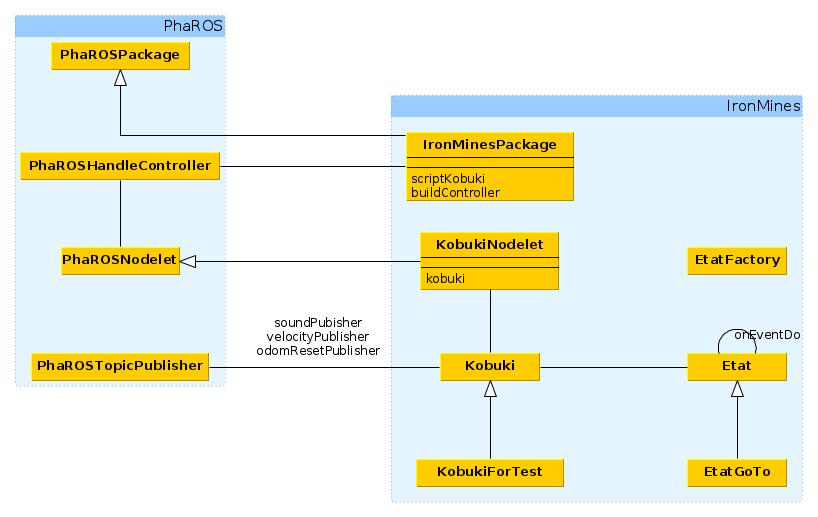 PhaROS
PhaROSPackage
PhaROSHandleController
PhaROSNodelet
PhaROSTopicPublisher
soundPubisher
velocityPublisher
odomResetPublisher
IronMines
IronMinesPackage
scriptKobuki
buildController
KobukiNodelet
kobuki
EtatFactory
onEventDo
Kobuki
Etat
KobukiForTest
EtatGoTo